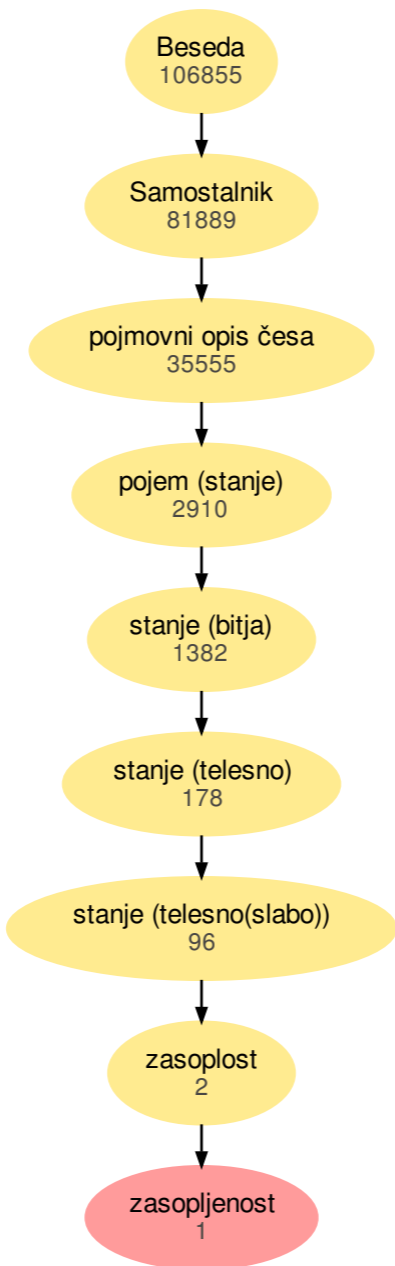 Beseda
106855
Samostalnik
81889
pojmovni opis česa
35555
pojem (stanje)
2910
stanje (bitja)
1382
stanje (telesno)
178
stanje (telesno(slabo))
96
zasoplost
2
zasopljenost
1